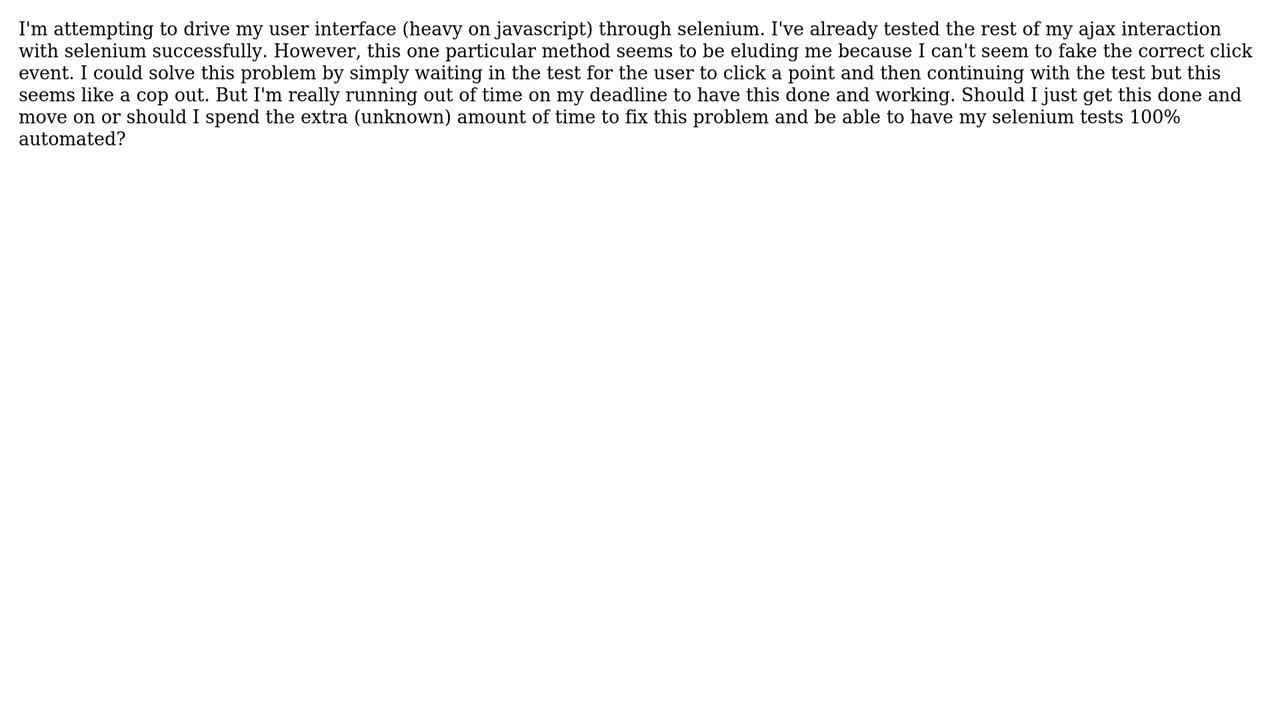 I'm attempting to drive my user interface (heavy on javascript) through selenium. I've already tested the rest of my ajax interaction
with selenium successfully. However, this one particular method seems to be eluding me because I can't seem to fake the correct click
event. I could solve this problem by simply waiting in the test for the user to click a point and then continuing with the test but this
seems like a cop out. But I'm really running out of time on my deadline to have this done and working. Should I just get this done and
move on or should I spend the extra (unknown) amount of time to fix this problem and be able to have my selenium tests 100%
automated?